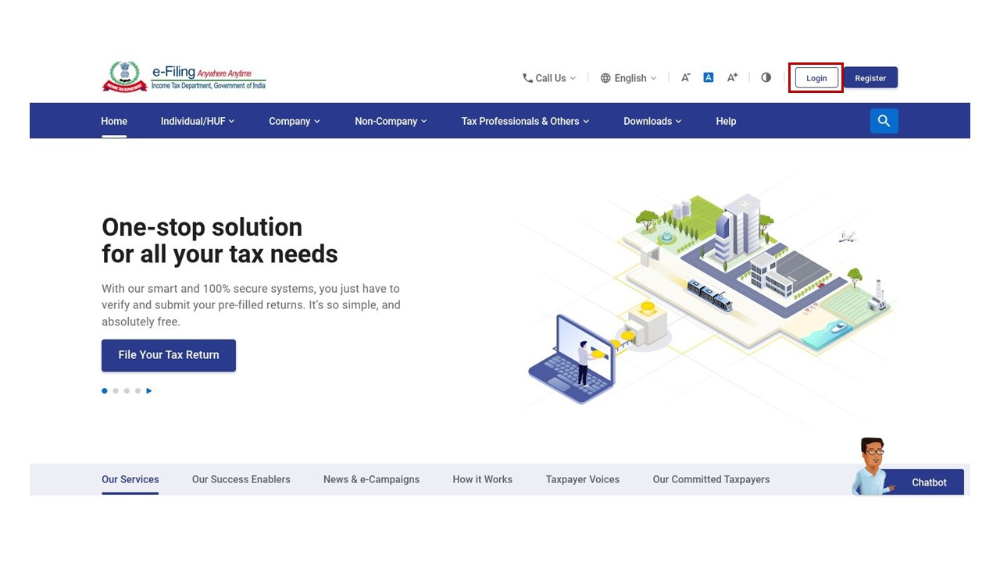 e-Filing Anywhere Anytime
Income Tax Department, Government of India
Call Us
English
A-
A
A+
Login
Register
Home
Individual/HUF
Company
Non-Company
Tax Professionals & Others
Downloads
Help
One-stop solution
for all your tax needs
With our smart and 100% secure systems, you just have to
verify and submit your pre-filled returns. It’s so simple, and
absolutely free.
File Your Tax Return
Our Services
Our Success Enablers
News & e-Campaigns
How it Works
Taxpayer Voices
Our Committed Taxpayers
Chatbot